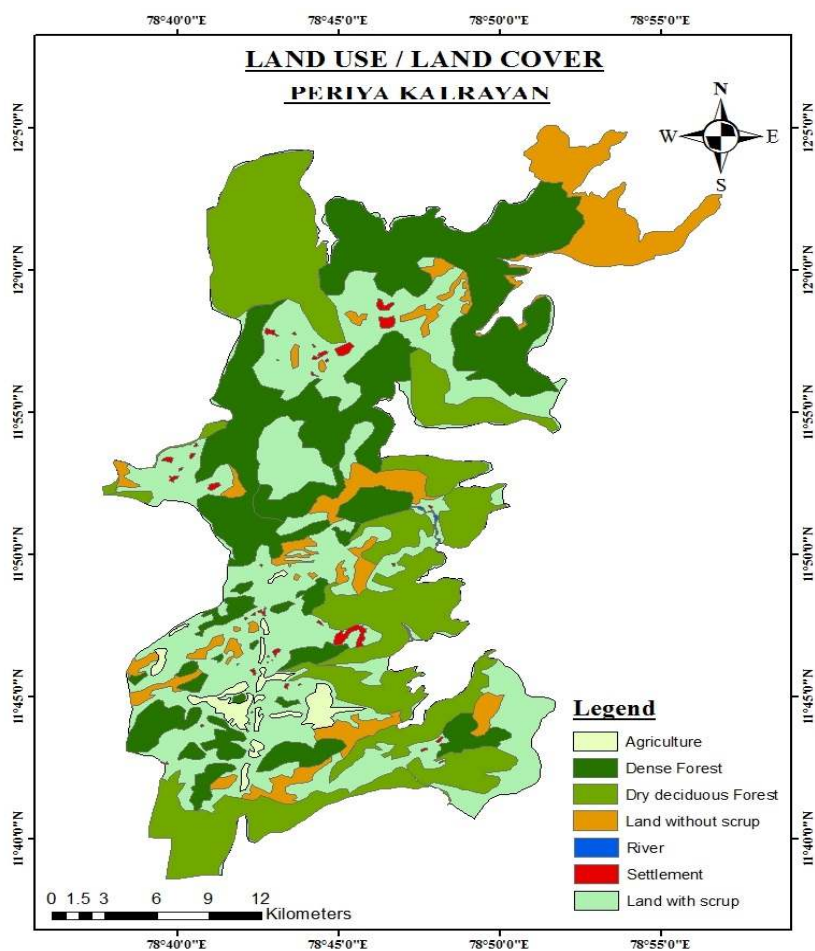 78°40'0"E 78°45'0"E 78°50'0"E 78°55'0"E
LAND USE / LAND COVER
PERIYA KALRAYAN
N
W E
S
12°5'0"N 12°5'0"N
12°0'0"N 12°0'0"N
11°55'0"N 11°55'0"N
11°50'0"N 11°50'0"N
11°45'0"N 11°45'0"N
11°40'0"N 11°40'0"N
Legend
Agriculture
Dense Forest
Dry deciduous Forest
Land without scrup
River
Settlement
Land with scrup
0 1.5 3 6 9 12
Kilometers
78°40'0"E 78°45'0"E 78°50'0"E 78°55'0"E